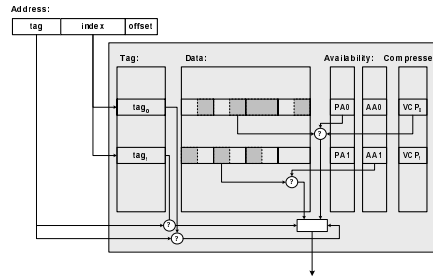 Address:
tag index offset
Tag: Data: Availability: Compresse
tag₀ PA0 AA0 VCP₀
?
tag₁ PA1 AA1 VCP₁
?
?
?